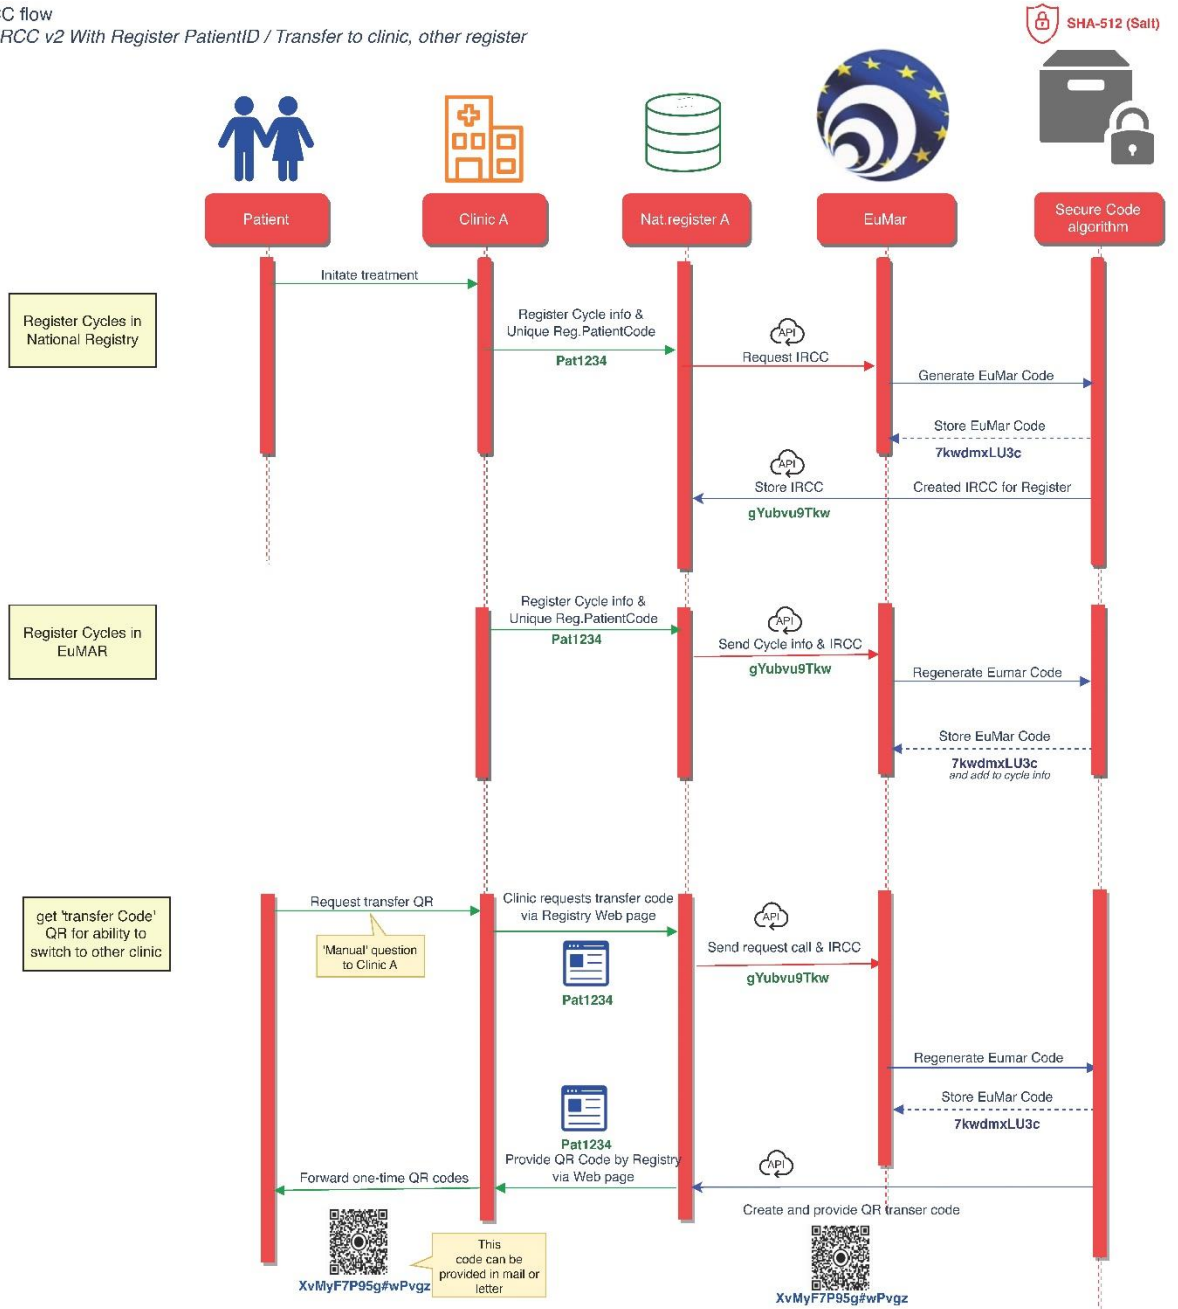 C flow
RCC v2 With Register PatientID / Transfer to clinic, other register
SHA-512 (Salt)
Patient
Clinic A
Nat.register A
EuMar
Secure Code
algorithm
Register Cycles in
National Registry
Initate treatment
Register Cycle info &
Unique Reg.PatientCode
Pat1234
API
Request IRCC
Generate EuMar Code
Store EuMar Code
7kwdmxLU3c
API
Store IRCC
Created IRCC for Register
gYubvu9Tkw
Register Cycles in
EuMAR
Register Cycle info &
Unique Reg.PatientCode
Pat1234
API
Send Cycle info & IRCC
gYubvu9Tkw
Regenerate Eumar Code
Store EuMar Code
7kwdmxLU3c
and add to cycle info
get 'transfer Code'
QR for ability to
switch to other clinic
Request transfer QR
'Manual' question
to Clinic A
Clinic requests transfer code
via Registry Web page
Pat1234
API
Send request call & IRCC
gYubvu9Tkw
Regenerate Eumar Code
Store EuMar Code
7kwdmxLU3c
Pat1234
Provide QR Code by Registry
via Web page
API
Forward one-time QR codes
Create and provide QR transer code
This
code can be
provided in mail or
letter
XvMyF7P95g#wPvgz
XvMyF7P95g#wPvgz